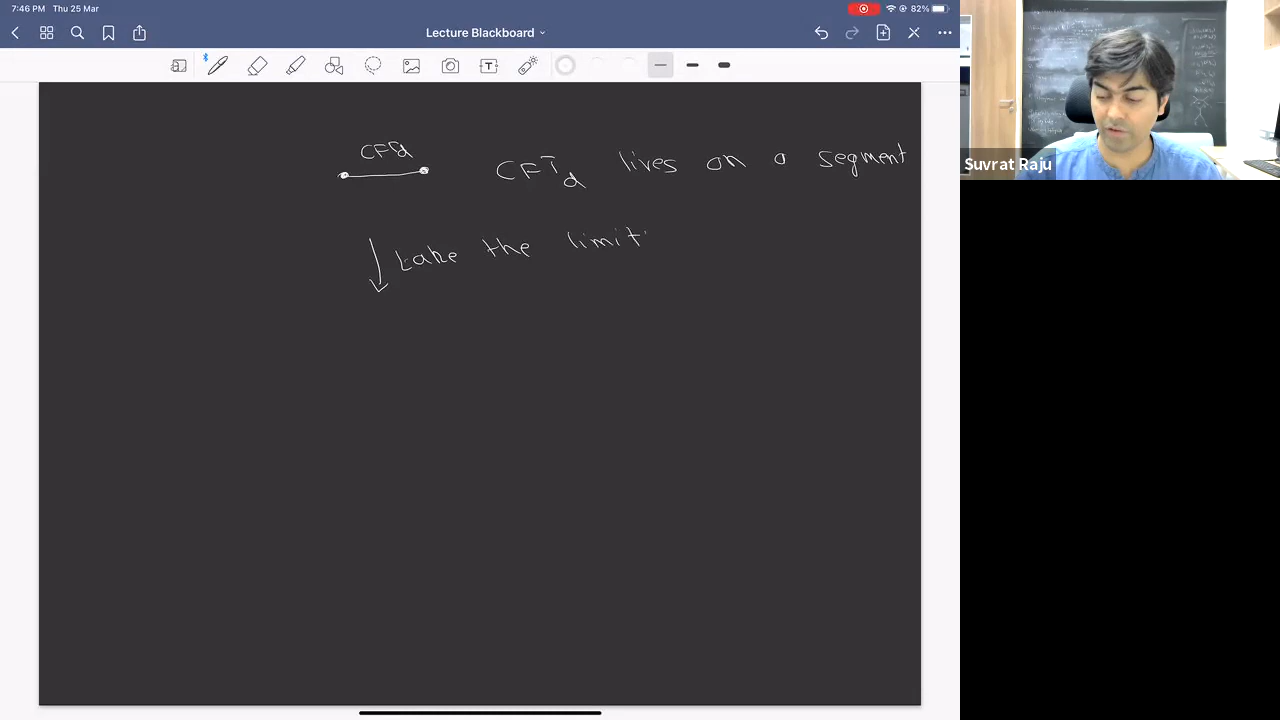 7:46 PM Thu 25 Mar
82%
Lecture Blackboard
T
CFTd
CFTd lives on a segment
take the limit
Suvrat Raju